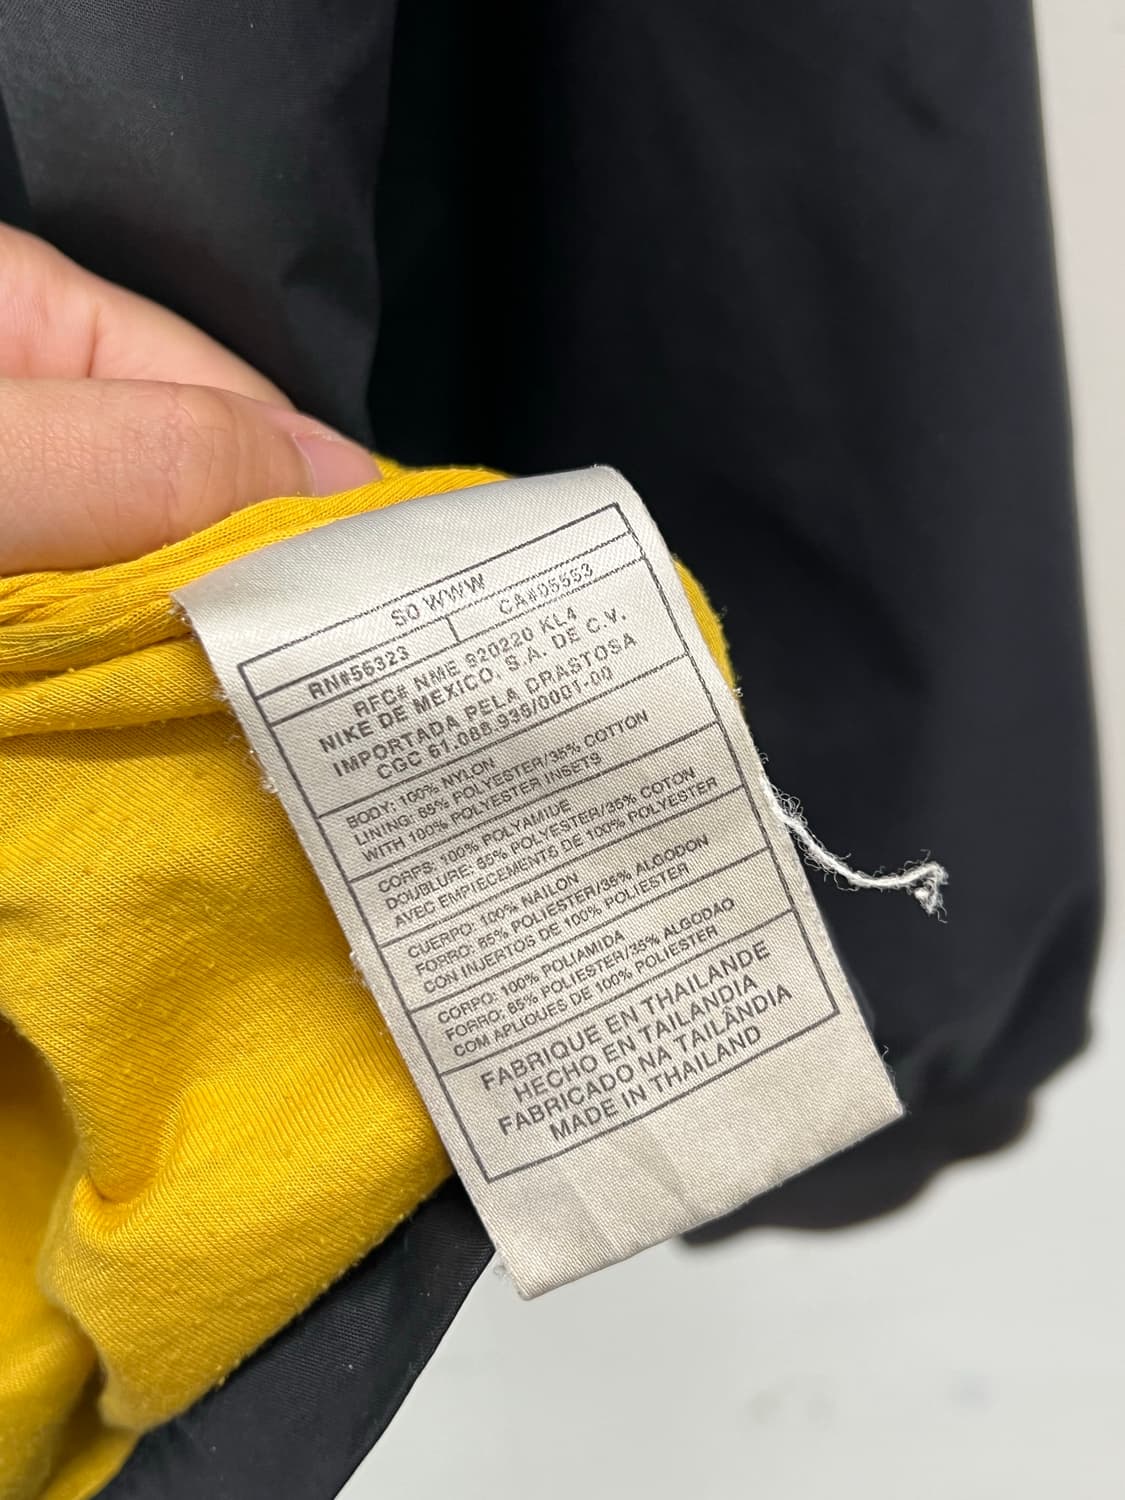 SO WWW
RN#56323 CA#05553
RFC# NME 920220 KL4
NIKE DE MEXICO, S.A. DE C.V.
IMPORTADA PELA DRASTOSA
CGC 61.088.936/0001-00
BODY: 100% NYLON
LINING: 65% POLYESTER/35% COTTON
WITH 100% POLYESTER INSETS
CORPS: 100% POLYAMIDE
DOUBLURE: 65% POLYESTER/35% COTON
AVEC EMPIECEMENTS DE 100% POLYESTER
CUERPO: 100% NAILON
FORRO: 65% POLIESTER/35% ALGODON
CON INJERTOS DE 100% POLIESTER
CORPO: 100% POLIAMIDA
FORRO: 65% POLIESTER/35% ALGODAO
COM APLIQUES DE 100% POLIESTER
FABRIQUE EN THAILANDE
HECHO EN TAILANDIA
FABRICADO NA TAILÂNDIA
MADE IN THAILAND